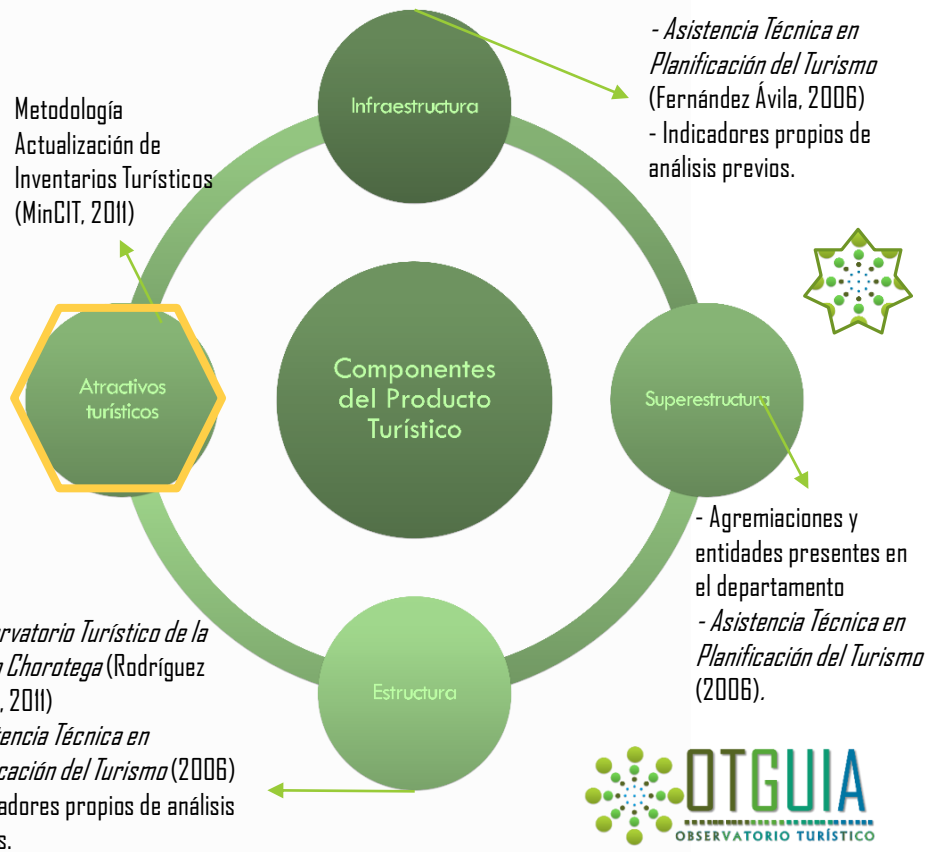 Infraestructura
- Asistencia Técnica en
Planificación del Turismo
(Fernández Ávila, 2006)
- Indicadores propios de
análisis previos.
Metodología
Actualización de
Inventarios Turísticos
(MinCIT, 2011)
Atractivos
turísticos
Componentes
del Producto
Turístico
Superestructura
- Agremiaciones y
entidades presentes en
el departamento
- Asistencia Técnica en
Planificación del Turismo
(2006).
Estructura
rvatorio Turístico de la
Chorotega (Rodríguez
, 2011)
tencia Técnica en
cación del Turismo (2006)
adores propios de análisis
s.
OTGUIA
OBSERVATORIO TURÍSTICO